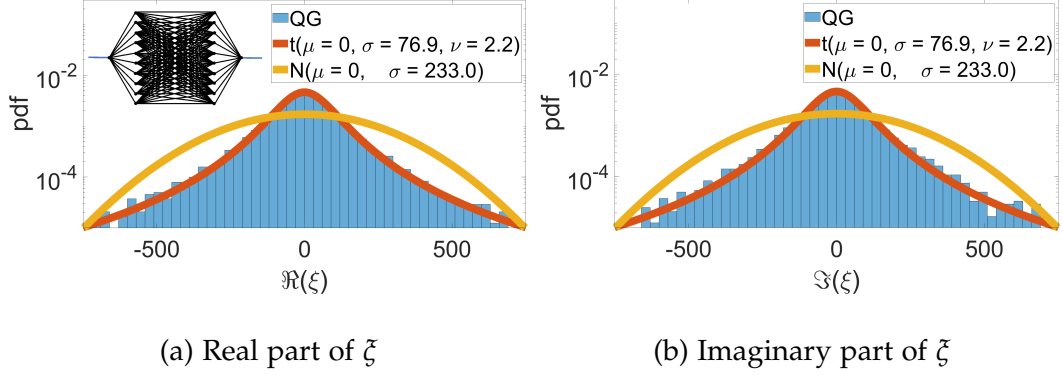 QG
t(μ = 0, σ = 76.9, ν = 2.2)
N(μ = 0, σ = 233.0)
pdf
10⁻²
10⁻⁴
-500 0 500
ℜ(ξ)
(a) Real part of ξ
QG
t(μ = 0, σ = 76.9, ν = 2.2)
N(μ = 0, σ = 233.0)
pdf
10⁻²
10⁻⁴
-500 0 500
ℑ(ξ)
(b) Imaginary part of ξ